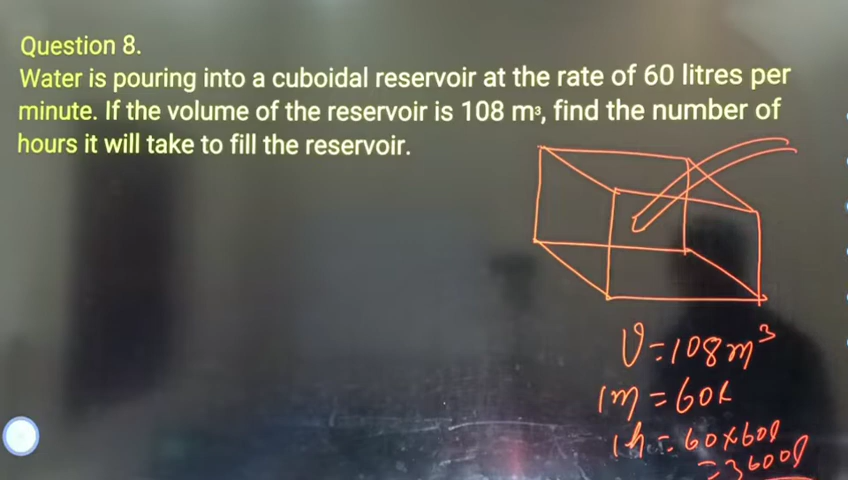 Question 8.
Water is pouring into a cuboidal reservoir at the rate of 60 litres per
minute. If the volume of the reservoir is 108 m³, find the number of
hours it will take to fill the reservoir.
V=108m³
1m=60l
1h=60×60l
=3600l